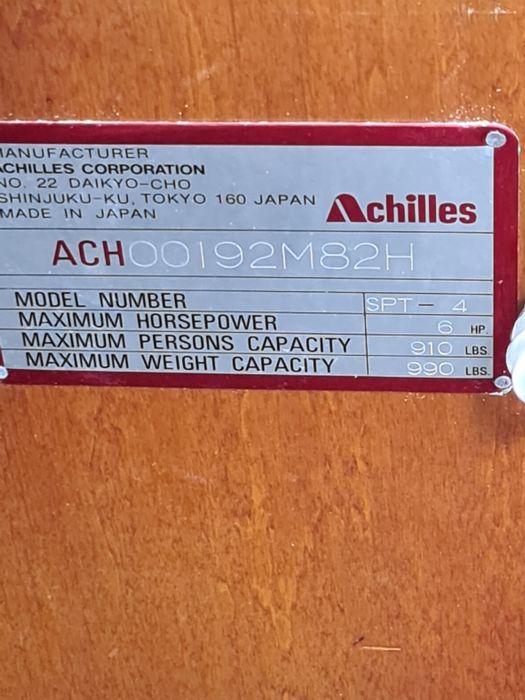 MANUFACTURER
ACHILLES CORPORATION
NO. 22 DAIKYO-CHO
SHINJUKU-KU, TOKYO 160 JAPAN
MADE IN JAPAN
Achilles
ACH00192M82H
MODEL NUMBER SPT-4
MAXIMUM HORSEPOWER 6 HP.
MAXIMUM PERSONS CAPACITY 910 LBS.
MAXIMUM WEIGHT CAPACITY 990 LBS.